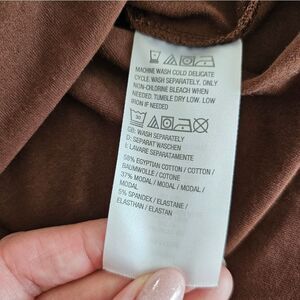 MACHINE WASH COLD DELICATE
CYCLE. WASH SEPARATELY. ONLY
NON-CHLORINE BLEACH WHEN
NEEDED. TUMBLE DRY LOW. LOW
IRON IF NEEDED
30
GB: WASH SEPARATELY
D: SEPARAT WASCHEN
I: LAVARE SEPARATAMENTE
58% EGYPTIAN COTTON / COTTON /
BAUMWOLLE / COTONE
37% MODAL / MODAL / MODAL /
MODAL
5% SPANDEX / ELASTANE /
ELASTHAN / ELASTAN